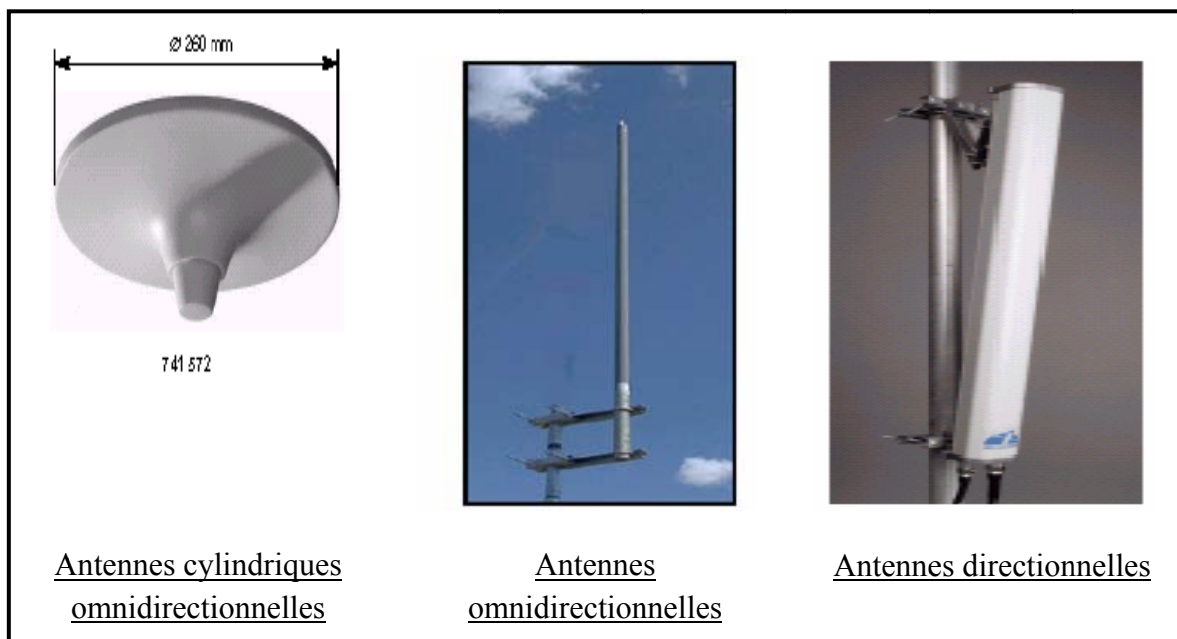 Ø 260 mm
741 572
Antennes cylindriques
omnidirectionnelles
Antennes
omnidirectionnelles
Antennes directionnelles